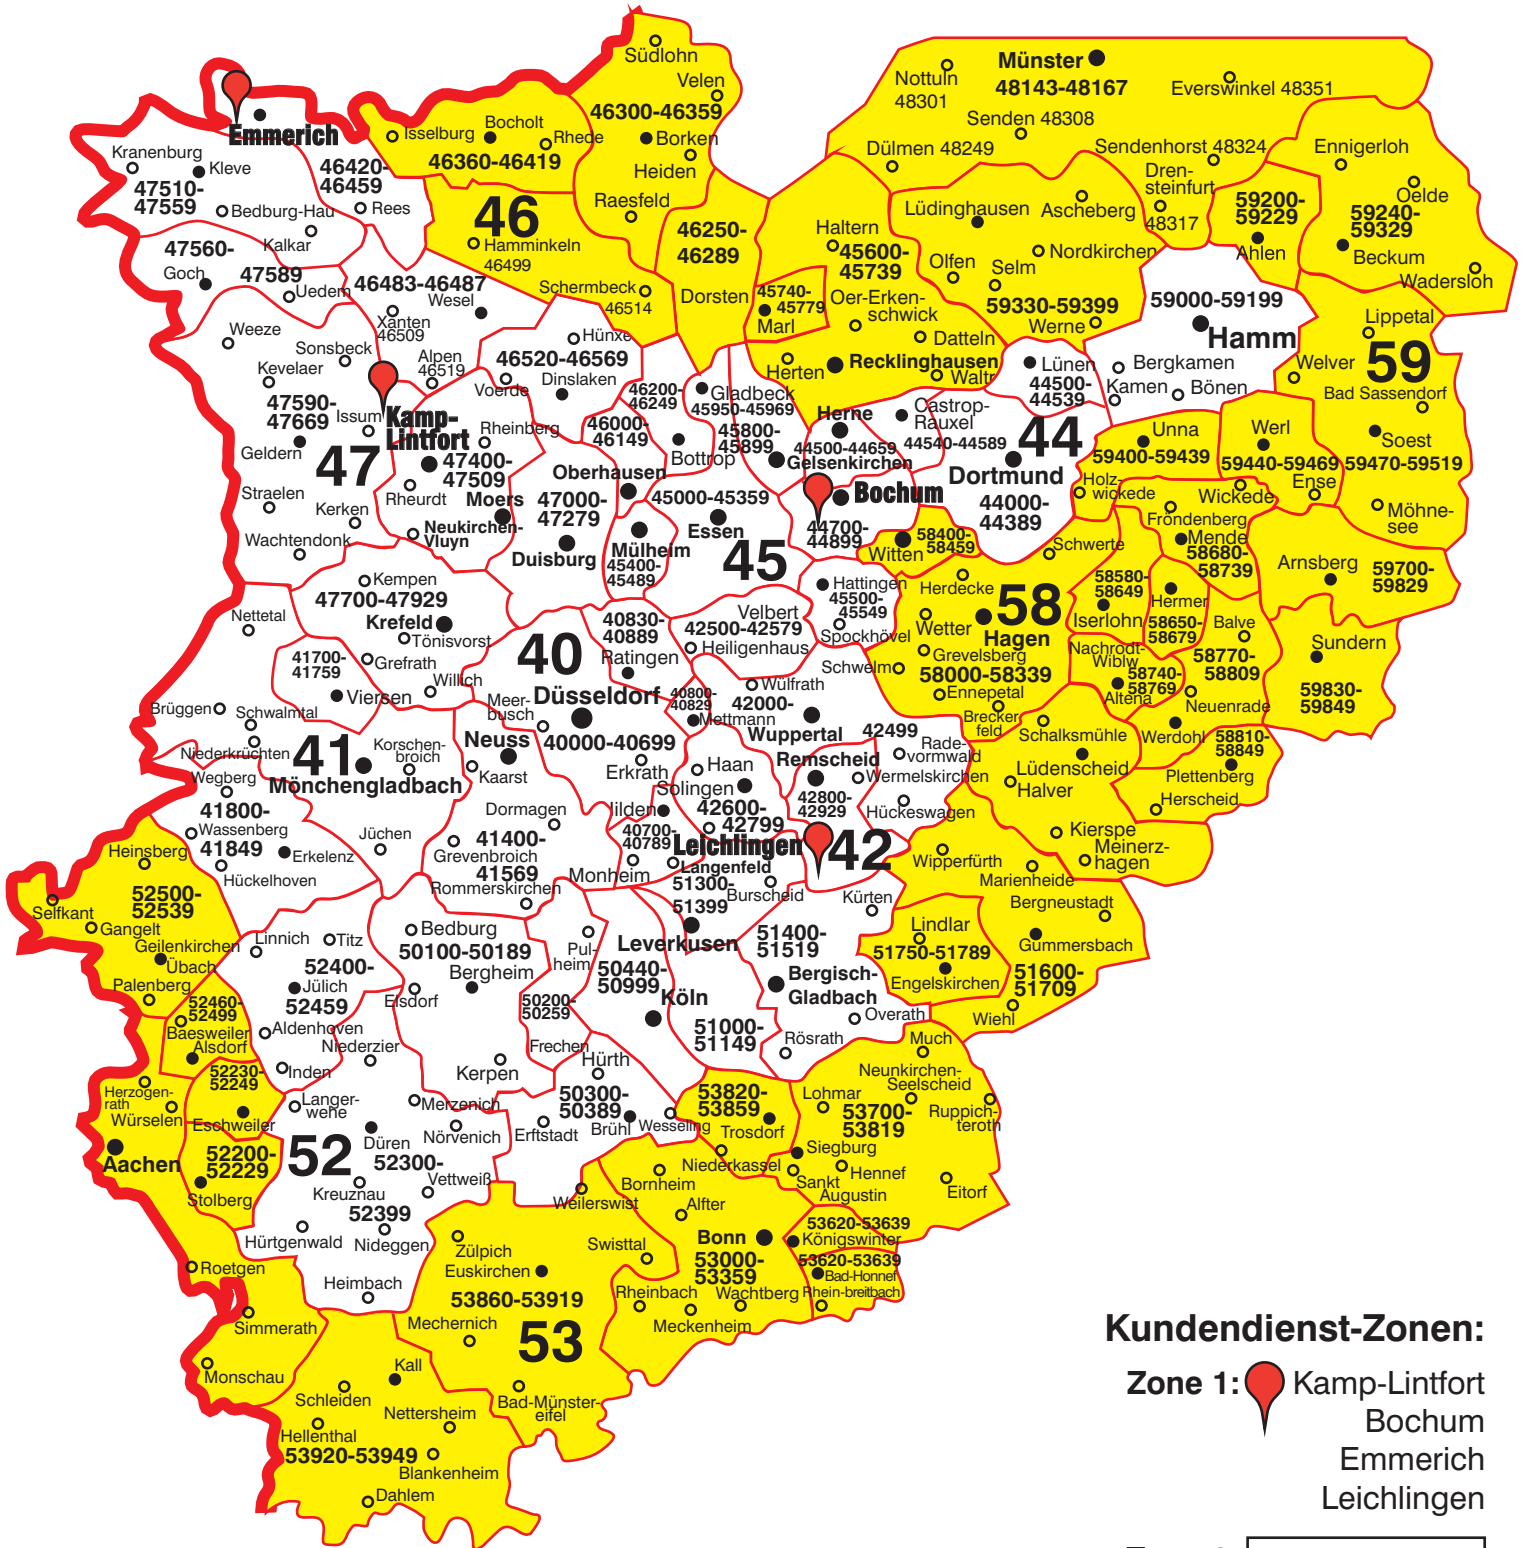 Südlohn
Velen
46300-46359
Borken
Heiden
Raesfeld
Isselburg
Bocholt
Rhede
46360-46419
46
Hamminkeln
46499
46250-
46289
Schermbeck
46514
Dorsten
Emmerich
Kranenburg
Kleve
47510-
47559
Bedburg-Hau
Kalkar
46420-
46459
Rees
47560-
47589
Goch
Uedem
46483-46487
Wesel
Xanten
46509
Alpen
46519
Hünxe
46520-46569
Voerde
Dinslaken
Weeze
Sonsbeck
Kevelaer
47590-
47669
Issum
Geldern
47
Straelen
Kerken
Wachtendonk
Kamp-
Lintfort
Rheinberg
47400-
47509
Rheurdt
Moers
Neukirchen-
Vluyn
Münster
48143-48167
Nottuln
48301
Everswinkel 48351
Senden 48308
Dülmen 48249
Sendenhorst 48324
Dren-
steinfurt
48317
Ennigerloh
Oelde
59200-
59229
Ahlen
59240-
59329
Beckum
Wadersloh
Lüdinghausen
Ascheberg
Olfen
Selm
Nordkirchen
59330-59399
Werne
Haltern
45600-
45739
45740-
45779
Marl
Oer-Erken-
schwick
Datteln
Herten
Recklinghausen
Waltr
59000-59199
Hamm
Bergkamen
Kamen
Bönen
Lippetal
Welver
59
Bad Sassendorf
Soest
59470-59519
Möhne-
see
Lünen
44500-
44539
44
Unna
59400-59439
Holz-
wickede
Werl
59440-59469
Ense
Wickede
Fröndenberg
Mende
58680-
58739
Arnsberg
59700-
59829
Sundern
59830-
59849
46200-
46249
Gladbeck
45950-45969
46000-
46149
Bottrop
45800-
45899
Gelsenkirchen
Herne
44500-44659
Castrop-
Rauxel
44540-44589
Dortmund
44000-
44389
Oberhausen
47000-
47279
Duisburg
Mülheim
45400-
45489
45000-45359
Essen
45
Bochum
44700-
44899
Witten
58400-
58459
Schwerte
Hattingen
45500-
45549
Spockhövel
Herdecke
58
Wetter
Hagen
Grevelsberg
58000-58339
Schwelm
Ennepetal
Brecker
feld
58580-
58649
Iserlohn
Hermer
58650-
58679
Nachrodt-
Wiblw
58740-
58769
Altena
Balve
58770-
58809
Neuenrade
Werdohl
58810-
58849
Plettenberg
Herscheid
Schalksmühle
Lüdenscheid
Halver
Kierspe
Meinerz-
hagen
Kempen
47700-47929
Krefeld
Tönisvorst
Nettetal
41700-
41759
Grefrath
Viersen
Willich
Brüggen
Schwalmtal
Niederkrüchten
Wegberg
41
Korschen-
broich
Mönchengladbach
40
40830-
40889
Ratingen
Velbert
42500-42579
Heiligenhaus
Meer-
busch
Düsseldorf
40800-
40829
Mettmann
Wülfrath
42000-
Wuppertal
42499
Neuss
Kaarst
40000-40699
Erkrath
Haan
Solingen
42600-
42799
Remscheid
42800-
42929
Rade-
vormwald
Wermelskirchen
Hückeswagen
41800-
41849
Wassenberg
Erkelenz
Hückelhoven
Jüchen
Dormagen
41400-
41569
Grevenbroich
Rommerskirchen
Hilden
40700-
40789
Monheim
Langenfeld
Leichlingen
42
Heinsberg
52500-
52539
Selfkant
Gangelt
Geilenkirchen
Übach
Palenberg
51300-
51399
Burscheid
Leverkusen
Kürten
Wipperfürth
Marienheide
Lindlar
51750-51789
Engelskirchen
Bergneustadt
Gummersbach
51600-
51709
Wiehl
Linnich
Titz
52400-
52459
Jülich
Bedburg
50100-50189
Bergheim
Elsdorf
Kerpen
Pul-
heim
50440-
50999
Köln
50200-
50259
Frechen
51400-
51519
Bergisch-
Gladbach
Overath
51000-
51149
Rösrath
52460-
52499
Baesweiler
Alsdorf
Aldenhoven
Niederzier
Inden
52230-
52249
Eschweiler
Herzogen-
rath
Würselen
Aachen
52200-
52229
Stolberg
Langer-
wehe
Merzenich
Düren
Nörvenich
52
52300-
52399
Vettweiß
Kreuznau
Nideggen
Hürtgenwald
Heimbach
Hürth
50300-
50389
Brühl
Wesseling
Erftstadt
53820-
53859
Trosdorf
Niederkassel
Much
Neunkirchen-
Seelscheid
Lohmar
53700-
53819
Ruppich-
teroth
Siegburg
Hennef
Sankt
Augustin
Eitorf
Roetgen
Simmerath
Monschau
Weilerswist
Zülpich
Euskirchen
53860-53919
Mechernich
53
Bad-Münster-
eifel
Bornheim
Alfter
Swisttal
Bonn
53000-
53359
Rheinbach
Wachtberg
Meckenheim
53620-53639
Königswinter
53620-53639
Bad-Honnef
Rhein-breitbach
Kall
Schleiden
Nettersheim
Hellenthal
53920-53949
Blankenheim
Dahlem
Kundendienst-Zonen:
Zone 1: Kamp-Lintfort
Bochum
Emmerich
Leichlingen